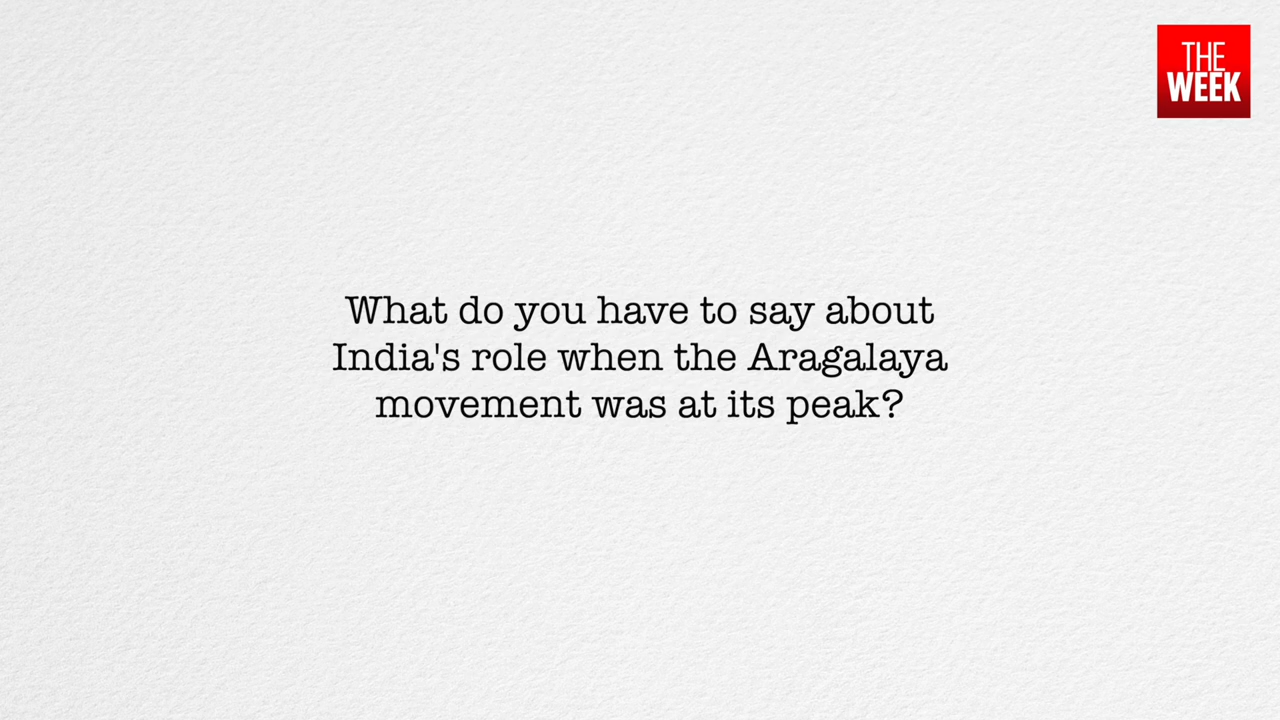 THE
WEEK
What do you have to say about
India's role when the Aragalaya
movement was at its peak?